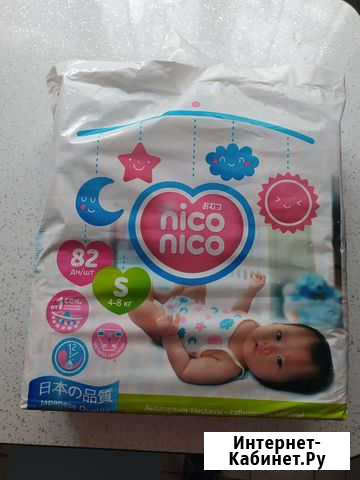 おむつ
nico
nico
82
дн/шт
S
4-8 кг
12
日本の品質
Интернет-
Кабинет.Ру